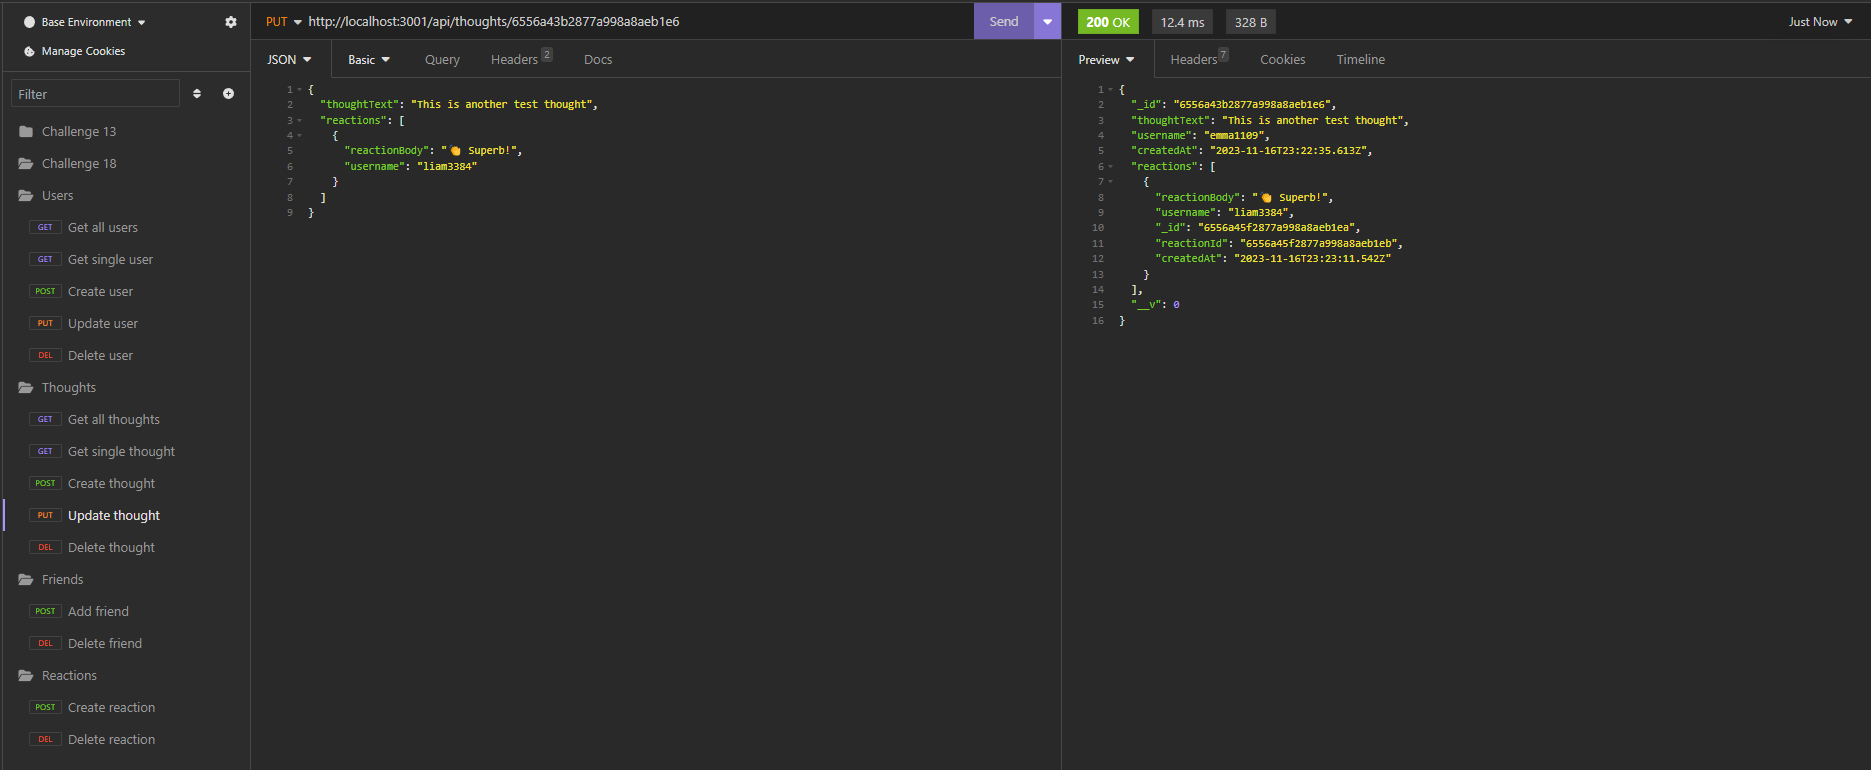 Base Environment
Manage Cookies
Filter
Challenge 13
Challenge 18
Users
GET Get all users
GET Get single user
POST Create user
PUT Update user
DEL Delete user
Thoughts
GET Get all thoughts
GET Get single thought
POST Create thought
PUT Update thought
DEL Delete thought
Friends
POST Add friend
DEL Delete friend
Reactions
POST Create reaction
DEL Delete reaction
PUT http://localhost:3001/api/thoughts/6556a43b2877a998a8aeb1e6 Send
JSON Basic Query Headers 2 Docs
1 {
2 "thoughtText": "This is another test thought",
3 "reactions": [
4 {
5 "reactionBody": "👏 Superb!",
6 "username": "liam3384"
7 }
8 ]
9 }
200 OK 12.4 ms 328 B Just Now
Preview Headers 7 Cookies Timeline
1 {
2 "_id": "6556a43b2877a998a8aeb1e6",
3 "thoughtText": "This is another test thought",
4 "username": "emma1109",
5 "createdAt": "2023-11-16T23:22:35.613Z",
6 "reactions": [
7 {
8 "reactionBody": "👏 Superb!",
9 "username": "liam3384",
10 "_id": "6556a45f2877a998a8aeb1ea",
11 "reactionId": "6556a45f2877a998a8aeb1eb",
12 "createdAt": "2023-11-16T23:23:11.542Z"
13 }
14 ],
15 "__v": 0
16 }